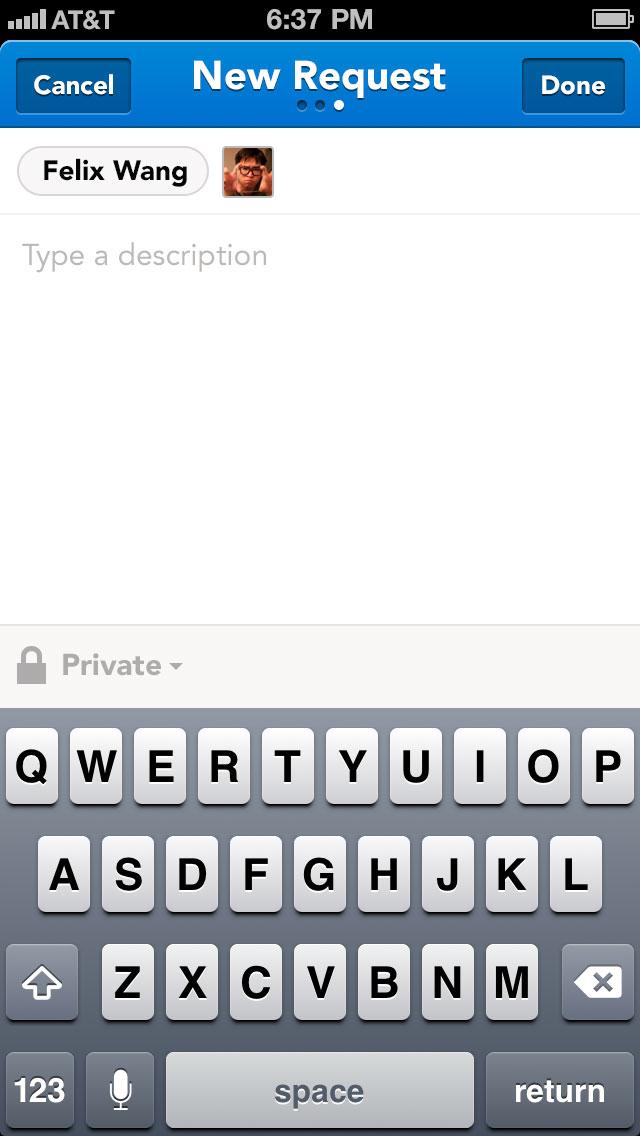 AT&T 6:37 PM
Cancel New Request Done
Felix Wang
Type a description
Private
Q W E R T Y U I O P
A S D F G H J K L
Z X C V B N M
123 space return